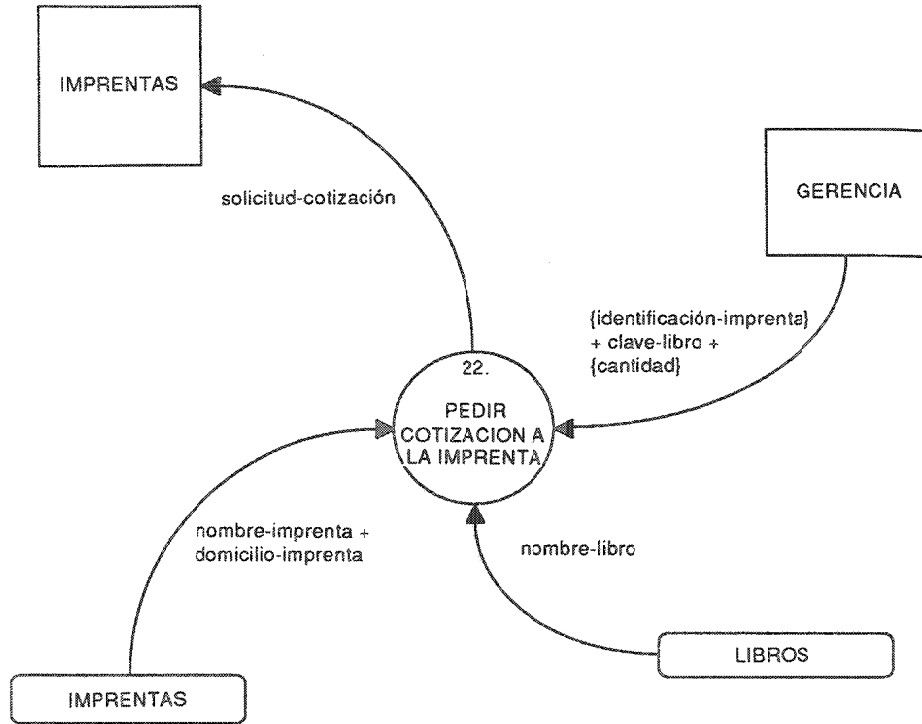 IMPRENTAS
GERENCIA
solicitud-cotización
{identificación-imprenta}
+ clave-libro +
{cantidad}
22.
PEDIR
COTIZACION A
LA IMPRENTA
nombre-imprenta +
domicilio-imprenta
nombre-libro
LIBROS
IMPRENTAS